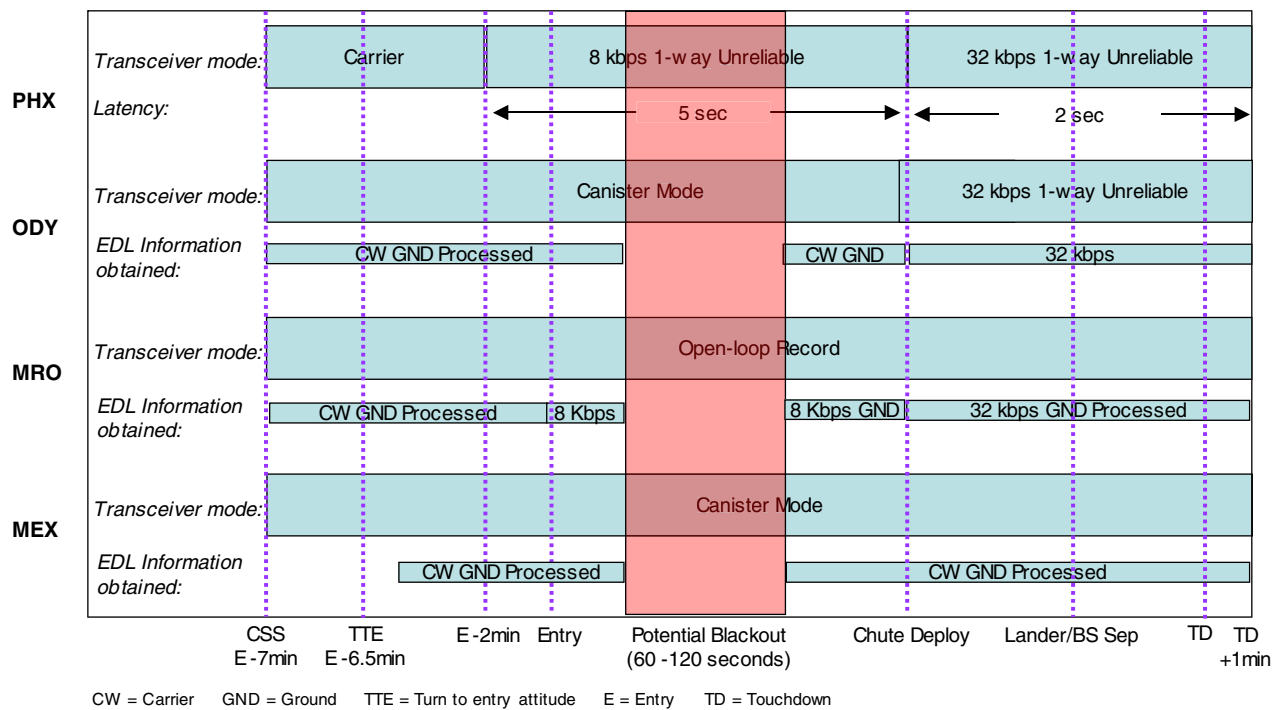 PHX
Transceiver mode:
Carrier
8 kbps 1-way Unreliable
32 kbps 1-way Unreliable
Latency:
5 sec
2 sec
ODY
Transceiver mode:
Canister Mode
32 kbps 1-way Unreliable
EDL Information
obtained:
CW GND Processed
CW GND
32 kbps
MRO
Transceiver mode:
Open-loop Record
EDL Information
obtained:
CW GND Processed
8 Kbps
8 Kbps GND
32 kbps GND Processed
MEX
Transceiver mode:
Canister Mode
EDL Information
obtained:
CW GND Processed
CW GND Processed
CSS
E-7min
TTE
E-6.5min
E-2min
Entry
Potential Blackout
(60 -120 seconds)
Chute Deploy
Lander/BS Sep
TD
TD
+1min
CW = Carrier GND = Ground TTE = Turn to entry attitude E = Entry TD = Touchdown